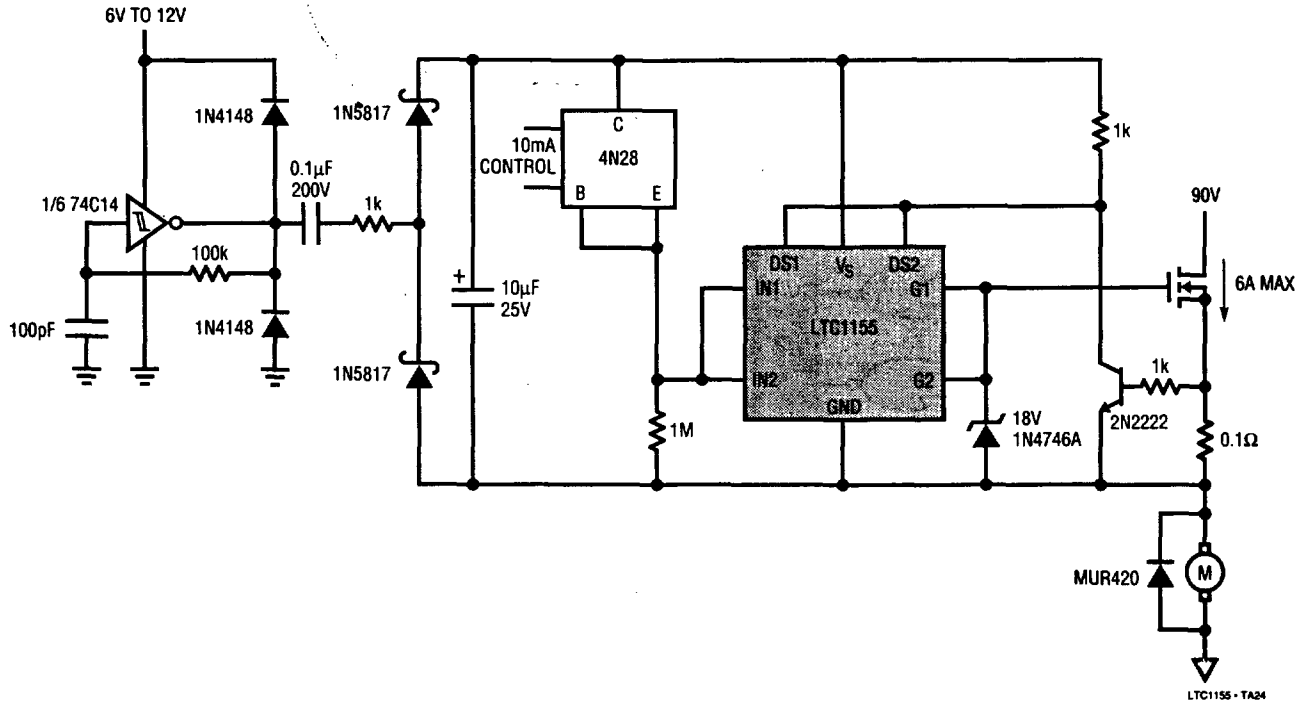 6V TO 12V
1N4148
1N5817
0.1µF
200V
1k
1/6 74C14
100k
100pF
1N4148
1N5817
+
10µF
25V
10mA
CONTROL
C
4N28
B
E
1M
DS1
VS
DS2
IN1
G1
LTC1155
IN2
G2
GND
18V
1N4746A
1k
90V
6A MAX
1k
2N2222
0.1Ω
MUR420
M
LTC1155 • TA24